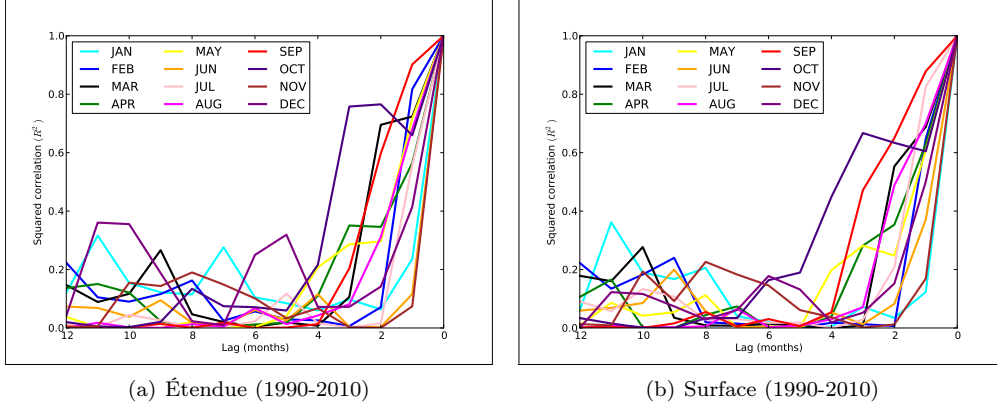 1.0
0.8
0.6
0.4
0.2
0.0
12 10 8 6 4 2 0
Squared correlation (R²)
Lag (months)
JAN MAY SEP
FEB JUN OCT
MAR JUL NOV
APR AUG DEC
(a) Étendue (1990-2010)
1.0
0.8
0.6
0.4
0.2
0.0
12 10 8 6 4 2 0
Squared correlation (R²)
Lag (months)
JAN MAY SEP
FEB JUN OCT
MAR JUL NOV
APR AUG DEC
(b) Surface (1990-2010)